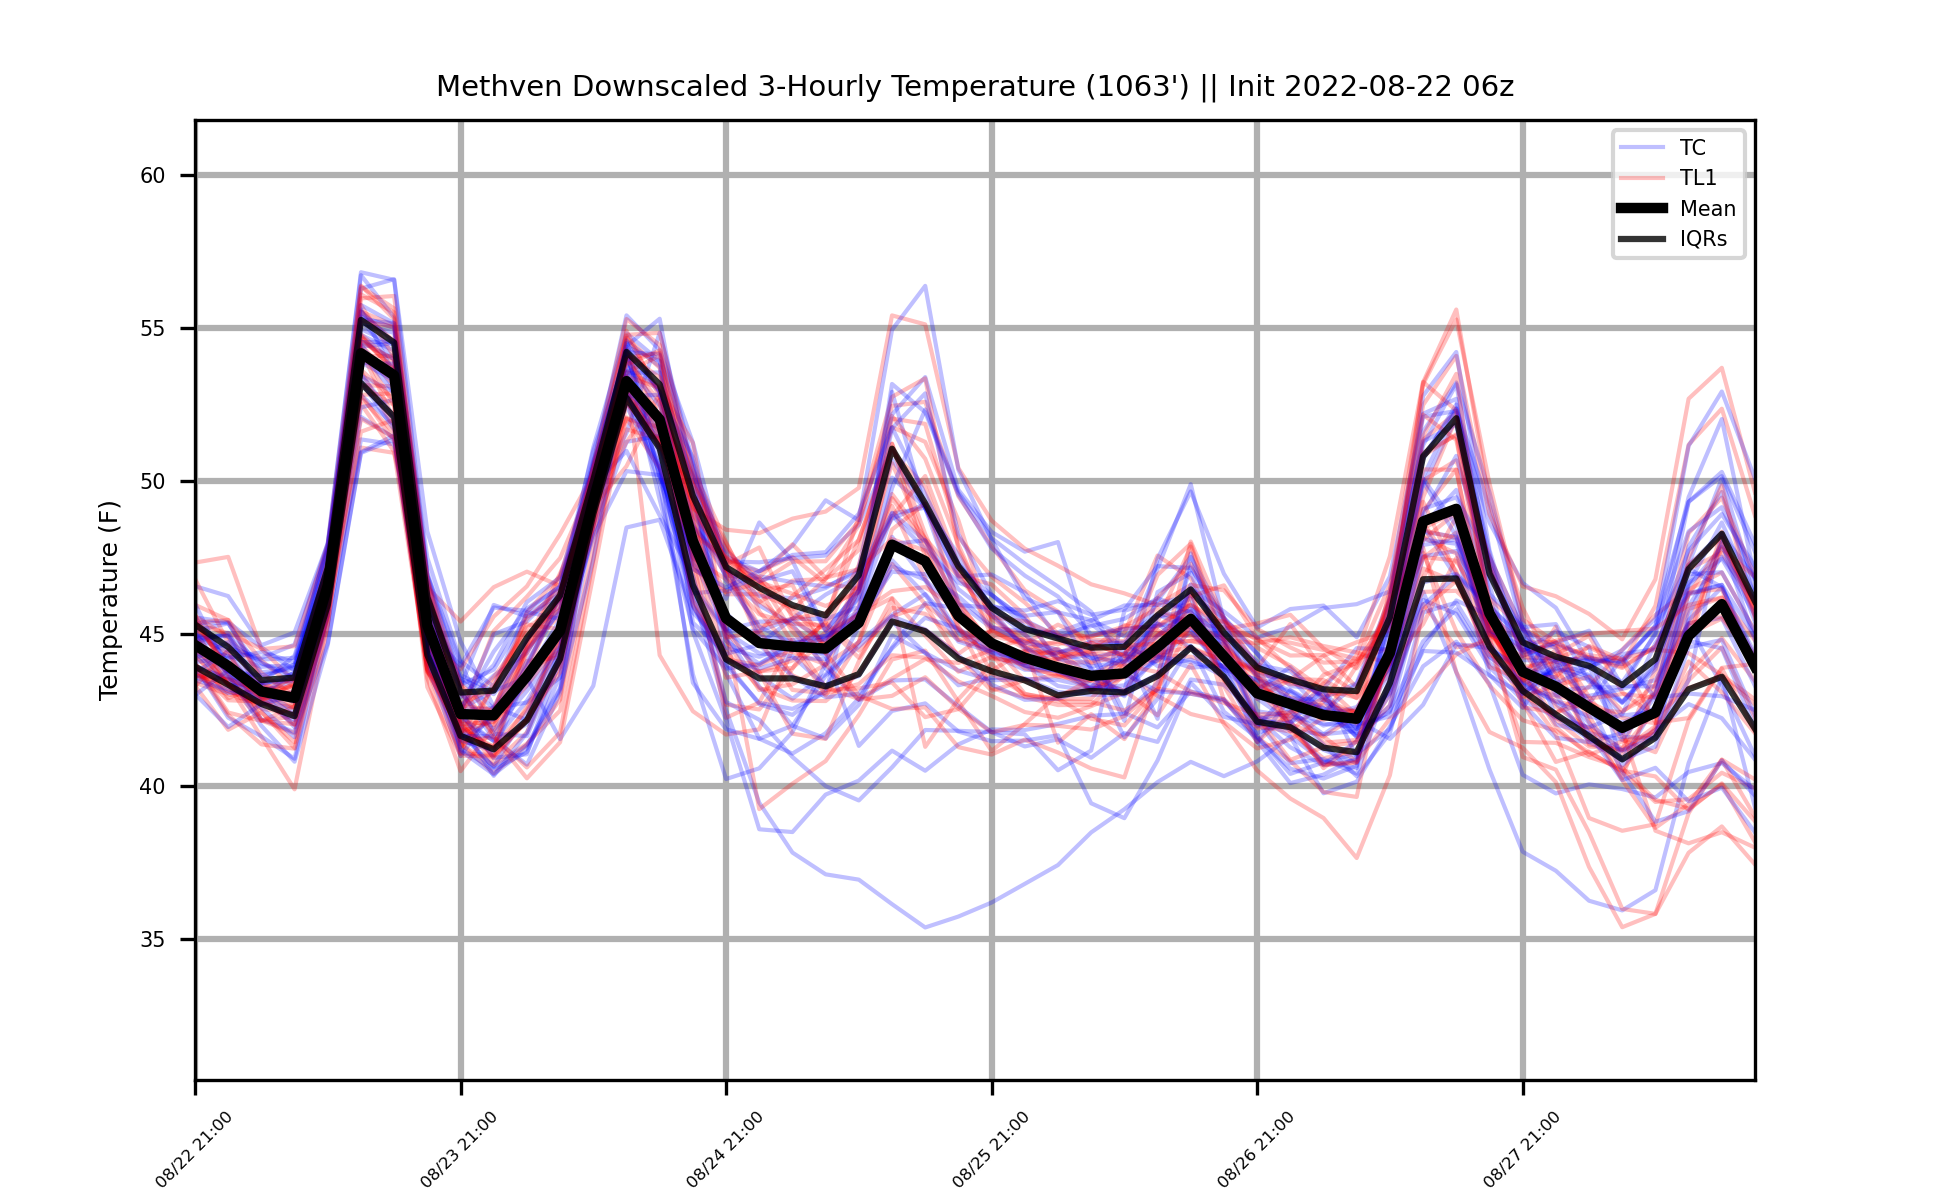 Methven Downscaled 3-Hourly Temperature (1063') || Init 2022-08-22 06z
TC
TL1
Mean
IQRs
Temperature (F)
60
55
50
45
40
35
08/22 21:00
08/23 21:00
08/24 21:00
08/25 21:00
08/26 21:00
08/27 21:00